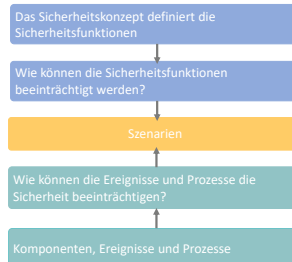 Das Sicherheitskonzept definiert die
Sicherheitsfunktionen
Wie können die Sicherheitsfunktionen
beeinträchtigt werden?
Szenarien
Wie können die Ereignisse und Prozesse die
Sicherheit beeinträchtigen?
Komponenten, Ereignisse und Prozesse